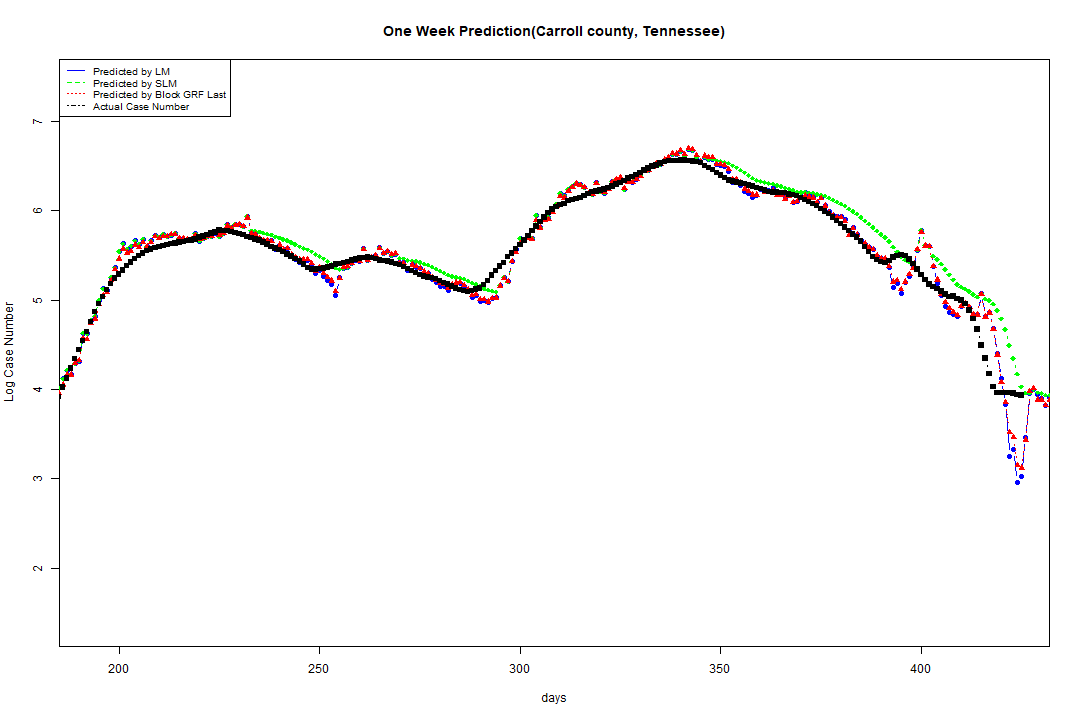 One Week Prediction(Carroll county, Tennessee)
Predicted by LM
Predicted by SLM
Predicted by Block GRF Last
Actual Case Number
7
6
5
4
3
2
Log Case Number
200 250 300 350 400
days